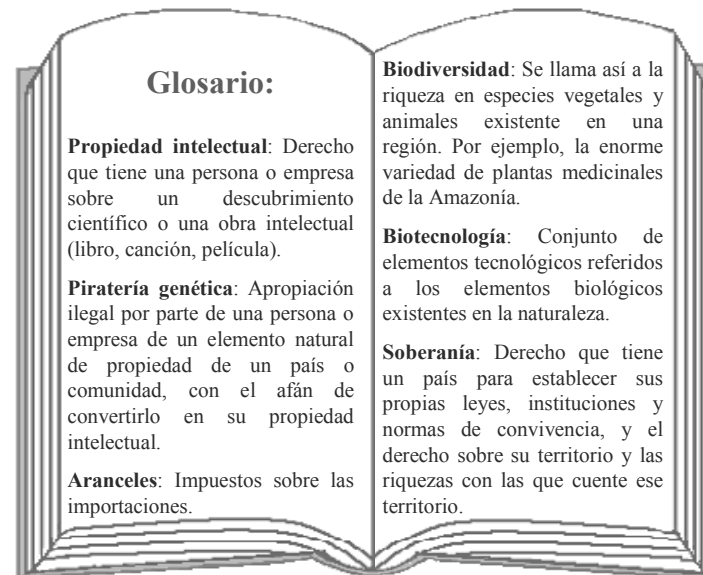 Glosario:
Propiedad intelectual: Derecho
que tiene una persona o empresa
sobre un descubrimiento
científico o una obra intelectual
(libro, canción, película).
Piratería genética: Apropiación
ilegal por parte de una persona o
empresa de un elemento natural
de propiedad de un país o
comunidad, con el afán de
convertirlo en su propiedad
intelectual.
Aranceles: Impuestos sobre las
importaciones.
Biodiversidad: Se llama así a la
riqueza en especies vegetales y
animales existente en una
región. Por ejemplo, la enorme
variedad de plantas medicinales
de la Amazonía.
Biotecnología: Conjunto de
elementos tecnológicos referidos
a los elementos biológicos
existentes en la naturaleza.
Soberanía: Derecho que tiene
un país para establecer sus
propias leyes, instituciones y
normas de convivencia, y el
derecho sobre su territorio y las
riquezas con las que cuente ese
territorio.